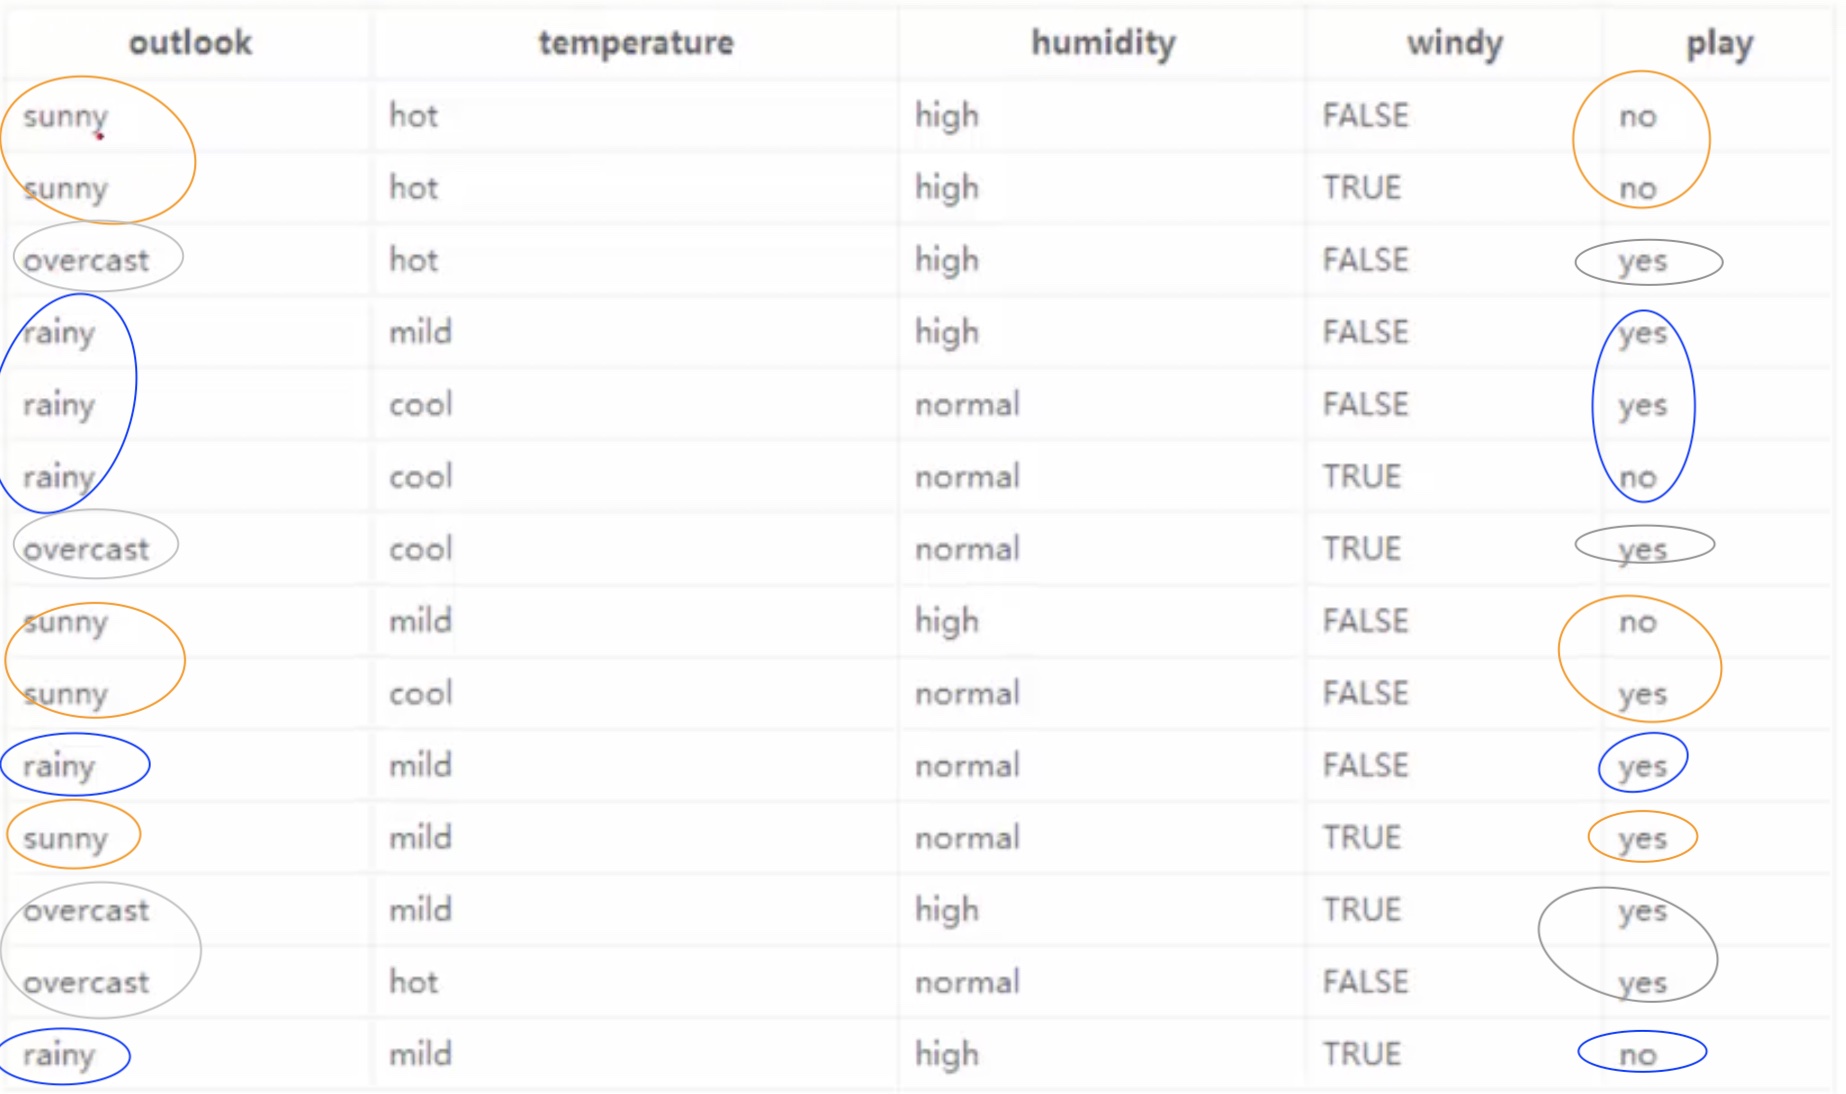 outlook temperature humidity windy play
sunny hot high FALSE no
sunny hot high TRUE no
overcast hot high FALSE yes
rainy mild high FALSE yes
rainy cool normal FALSE yes
rainy cool normal TRUE no
overcast cool normal TRUE yes
sunny mild high FALSE no
sunny cool normal FALSE yes
rainy mild normal FALSE yes
sunny mild normal TRUE yes
overcast mild high TRUE yes
overcast hot normal FALSE yes
rainy mild high TRUE no